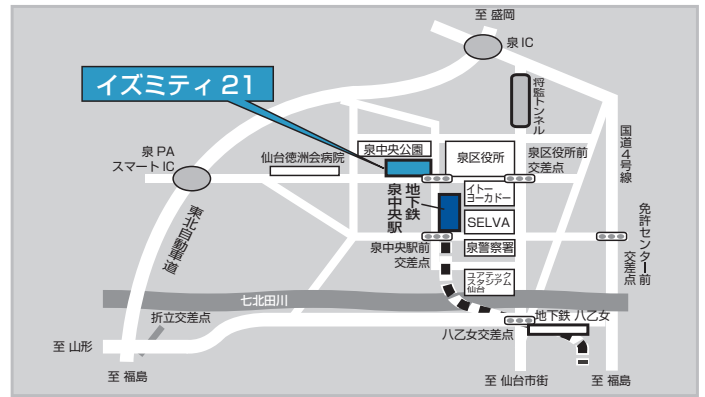 至 盛岡
泉 IC
イズミティ 21
将監トンネル
国道4号線
泉 PA
スマート IC
仙台徳洲会病院
泉中央公園
泉区役所
泉区役所前
交差点
地下鉄
泉中央駅
イトー
ヨーカドー
SELVA
免許センター前
交差点
東北自動車道
泉中央駅前
交差点
泉警察署
ユアテック
スタジアム
仙台
七北田川
折立交差点
地下鉄 八乙女
八乙女交差点
至 山形
至 福島
至 仙台市街
至 福島